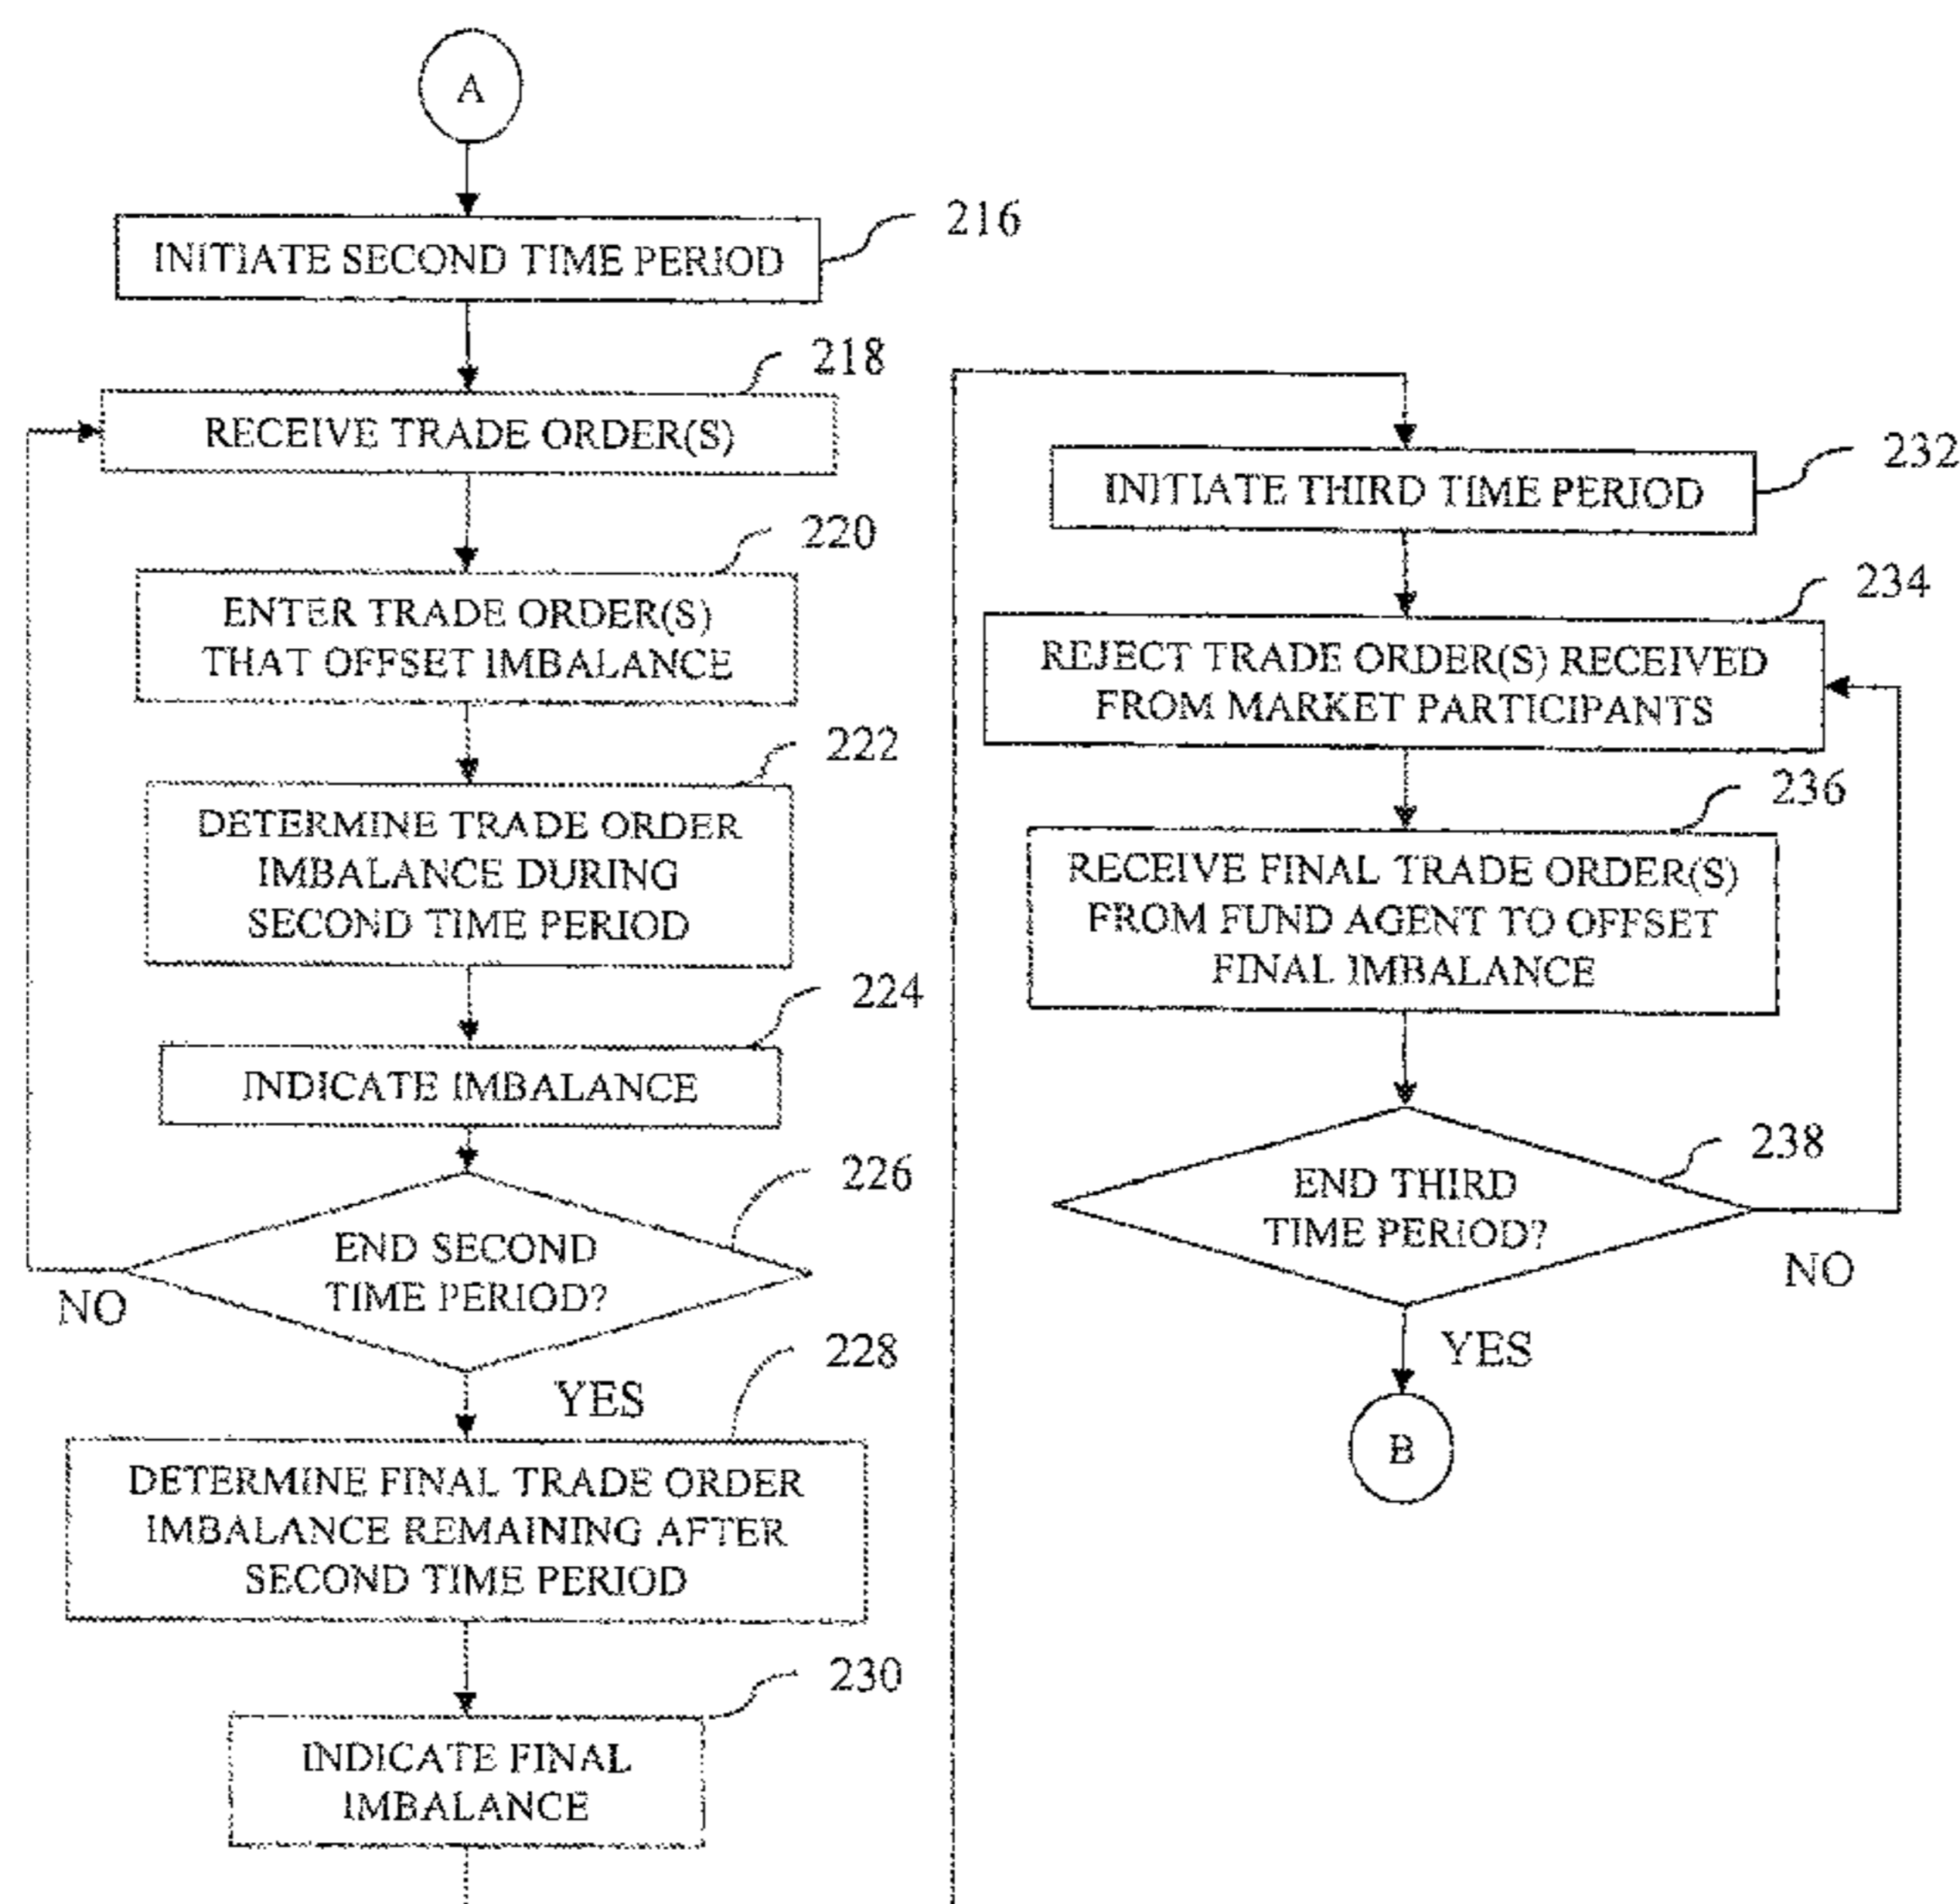 A
INITIATE SECOND TIME PERIOD
216
218
RECEIVE TRADE ORDER(S)
220
ENTER TRADE ORDER(S)
THAT OFFSET IMBALANCE
222
DETERMINE TRADE ORDER
IMBALANCE DURING
SECOND TIME PERIOD
224
INDICATE IMBALANCE
226
END SECOND
TIME PERIOD?
NO
YES
228
DETERMINE FINAL TRADE ORDER
IMBALANCE REMAINING AFTER
SECOND TIME PERIOD
230
INDICATE FINAL
IMBALANCE
232
INITIATE THIRD TIME PERIOD
234
REJECT TRADE ORDER(S) RECEIVED
FROM MARKET PARTICIPANTS
236
RECEIVE FINAL TRADE ORDER(S)
FROM FUND AGENT TO OFFSET
FINAL IMBALANCE
238
END THIRD
TIME PERIOD?
NO
YES
B